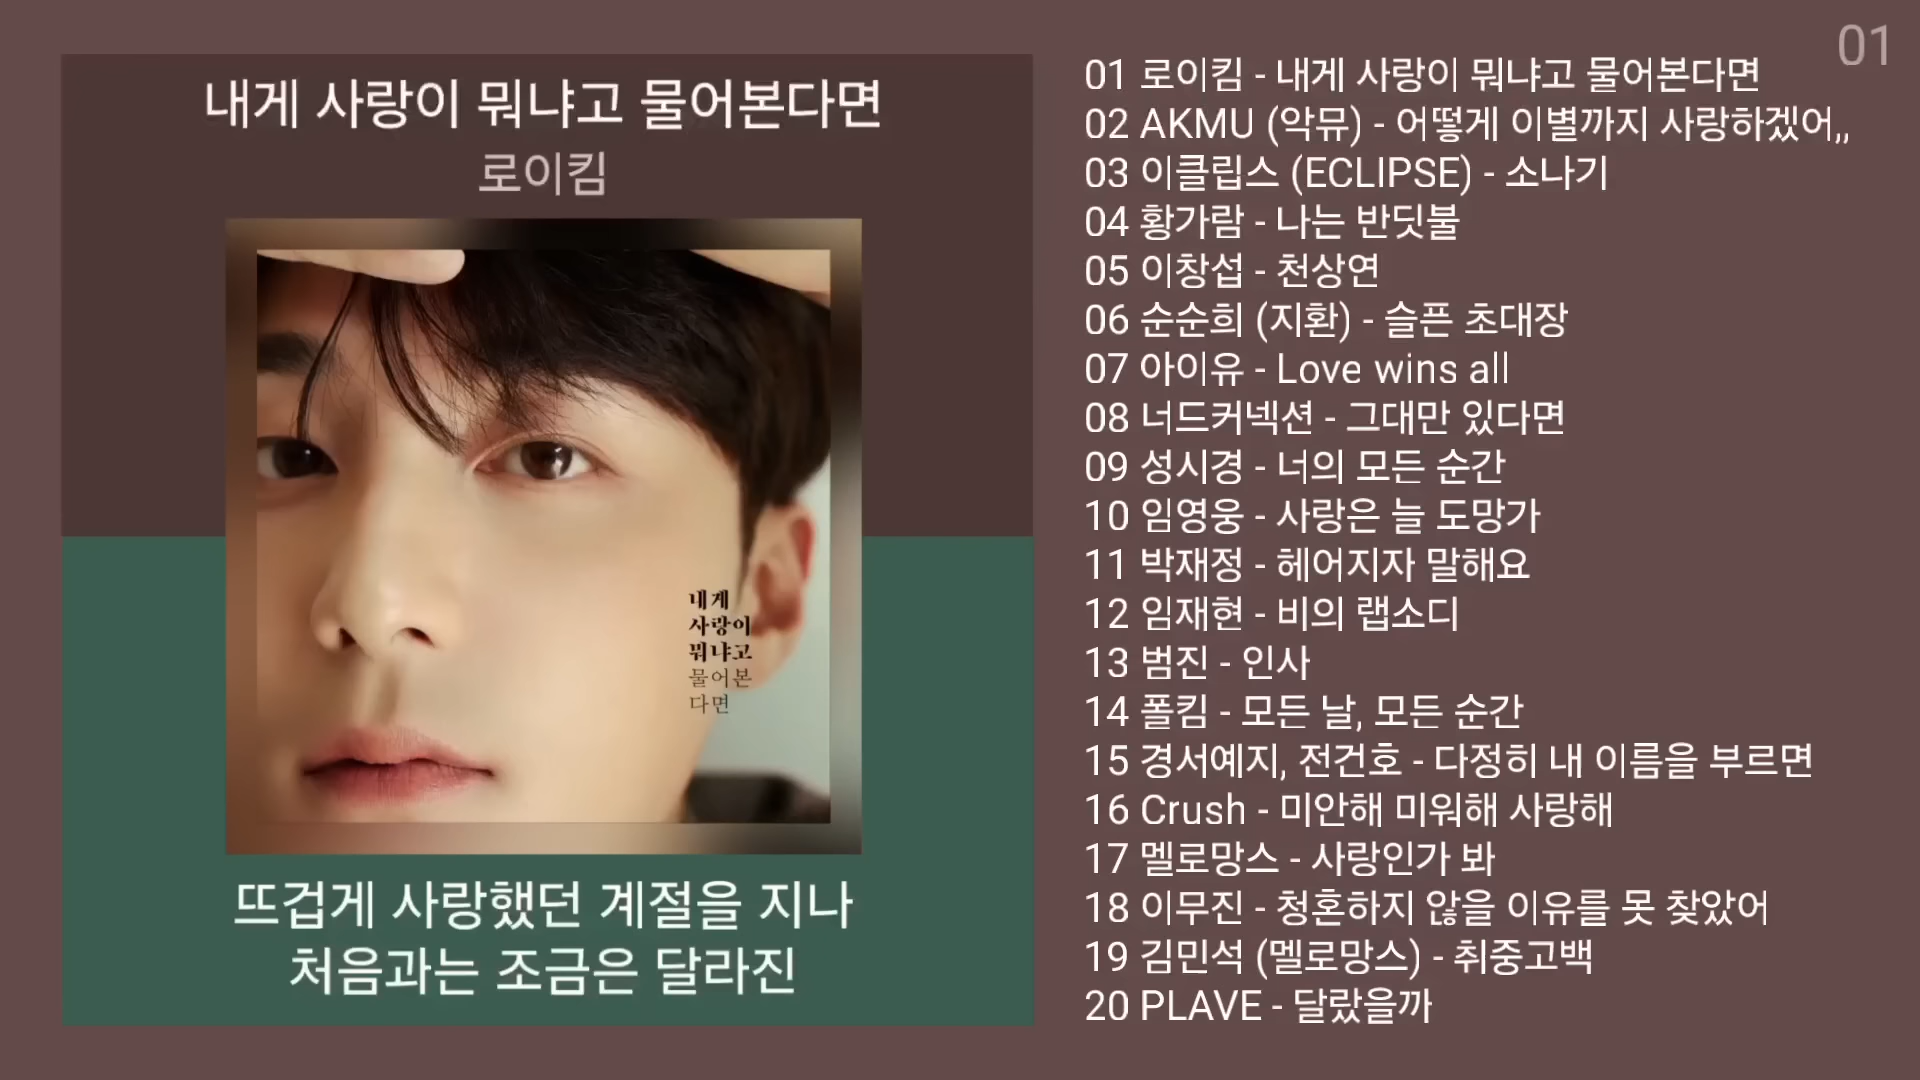 내게 사랑이 뭐냐고 물어본다면
로이킴
내게
사랑이
뭐냐고
물어본
다면
뜨겁게 사랑했던 계절을 지나
처음과는 조금은 달라진
01
01 로이킴 - 내게 사랑이 뭐냐고 물어본다면
02 AKMU (악뮤) - 어떻게 이별까지 사랑하겠어,,
03 이클립스 (ECLIPSE) - 소나기
04 황가람 - 나는 반딧불
05 이창섭 - 천상연
06 순순희 (지환) - 슬픈 초대장
07 아이유 - Love wins all
08 너드커넥션 - 그대만 있다면
09 성시경 - 너의 모든 순간
10 임영웅 - 사랑은 늘 도망가
11 박재정 - 헤어지자 말해요
12 임재현 - 비의 랩소디
13 범진 - 인사
14 폴킴 - 모든 날, 모든 순간
15 경서예지, 전건호 - 다정히 내 이름을 부르면
16 Crush - 미안해 미워해 사랑해
17 멜로망스 - 사랑인가 봐
18 이무진 - 청혼하지 않을 이유를 못 찾았어
19 김민석 (멜로망스) - 취중고백
20 PLAVE - 달랐을까